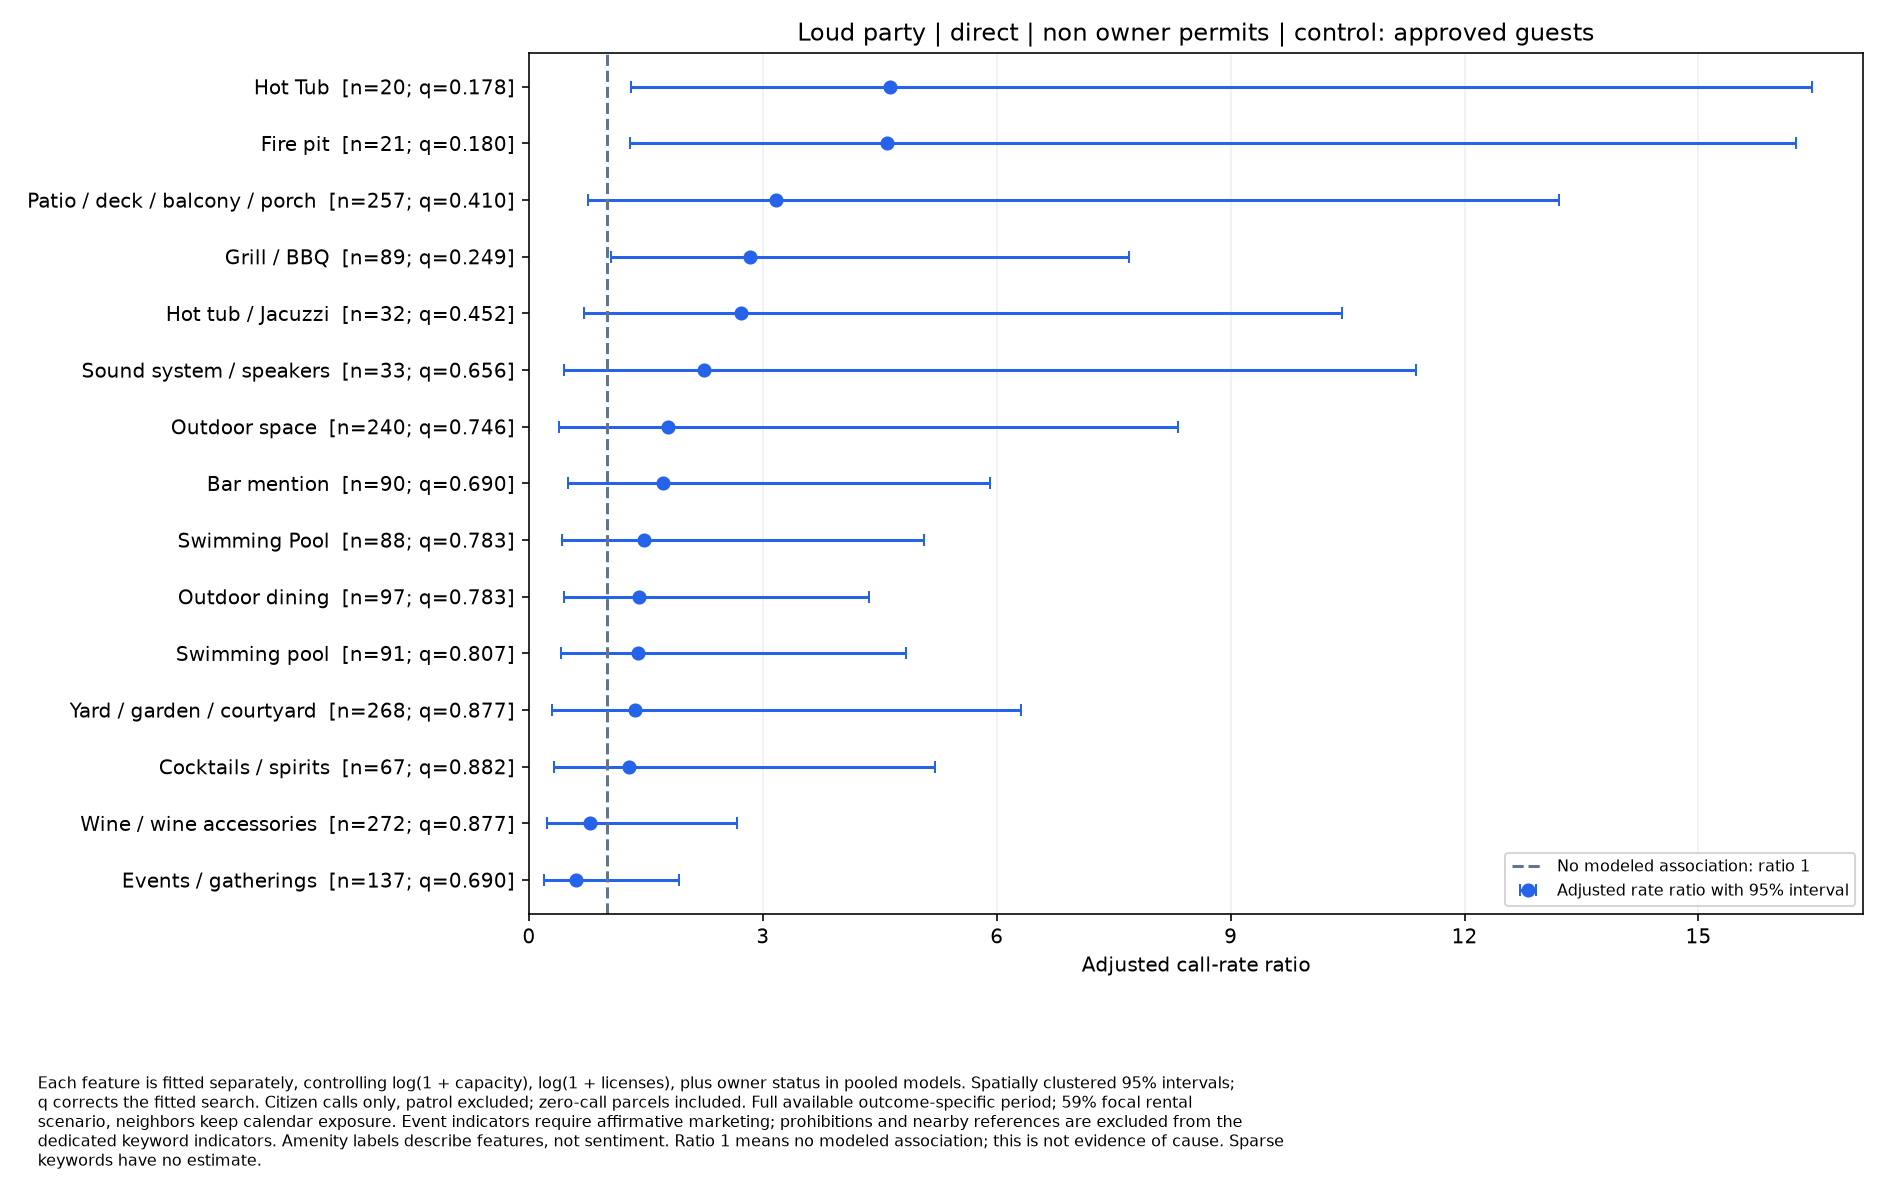 Loud party | direct | non owner permits | control: approved guests
Hot Tub [n=20; q=0.178]
Fire pit [n=21; q=0.180]
Patio / deck / balcony / porch [n=257; q=0.410]
Grill / BBQ [n=89; q=0.249]
Hot tub / Jacuzzi [n=32; q=0.452]
Sound system / speakers [n=33; q=0.656]
Outdoor space [n=240; q=0.746]
Bar mention [n=90; q=0.690]
Swimming Pool [n=88; q=0.783]
Outdoor dining [n=97; q=0.783]
Swimming pool [n=91; q=0.807]
Yard / garden / courtyard [n=268; q=0.877]
Cocktails / spirits [n=67; q=0.882]
Wine / wine accessories [n=272; q=0.877]
Events / gatherings [n=137; q=0.690]
No modeled association: ratio 1
Adjusted rate ratio with 95% interval
0 3 6 9 12 15
Adjusted call-rate ratio
Each feature is fitted separately, controlling log(1 + capacity), log(1 + licenses), plus owner status in pooled models. Spatially clustered 95% intervals;
q corrects the fitted search. Citizen calls only, patrol excluded; zero-call parcels included. Full available outcome-specific period; 59% focal rental
scenario, neighbors keep calendar exposure. Event indicators require affirmative marketing; prohibitions and nearby references are excluded from the
dedicated keyword indicators. Amenity labels describe features, not sentiment. Ratio 1 means no modeled association; this is not evidence of cause. Sparse
keywords have no estimate.